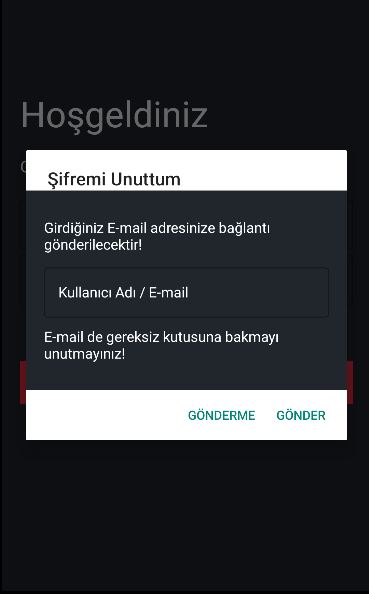 Hoşgeldiniz
Şifremi Unuttum
Girdiğiniz E-mail adresinize bağlantı
gönderilecektir!
Kullanıcı Adı / E-mail
E-mail de gereksiz kutusuna bakmayı
unutmayınız!
GÖNDERME GÖNDER